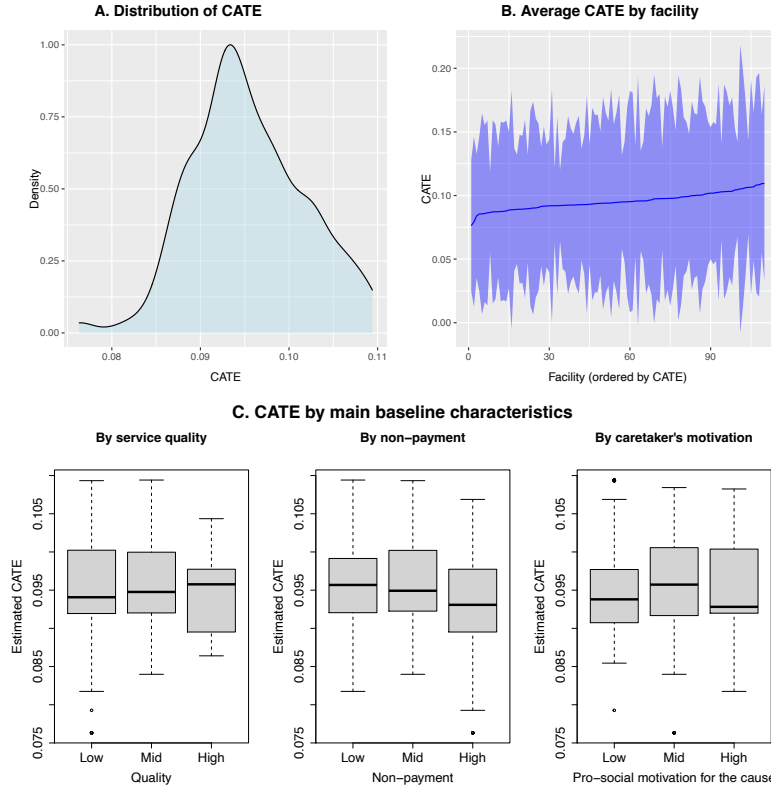 A. Distribution of CATE
1.00
0.75
0.50
0.25
0.00
Density
0.08 0.09 0.10 0.11
CATE
B. Average CATE by facility
0.20
0.15
0.10
0.05
0.00
CATE
0 30 60 90
Facility (ordered by CATE)
C. CATE by main baseline characteristics
By service quality
0.105
0.095
0.085
0.075
Estimated CATE
Low Mid High
Quality
By non−payment
0.105
0.095
0.085
0.075
Estimated CATE
Low Mid High
Non−payment
By caretaker's motivation
0.105
0.095
0.085
0.075
Estimated CATE
Low Mid High
Pro−social motivation for the cause